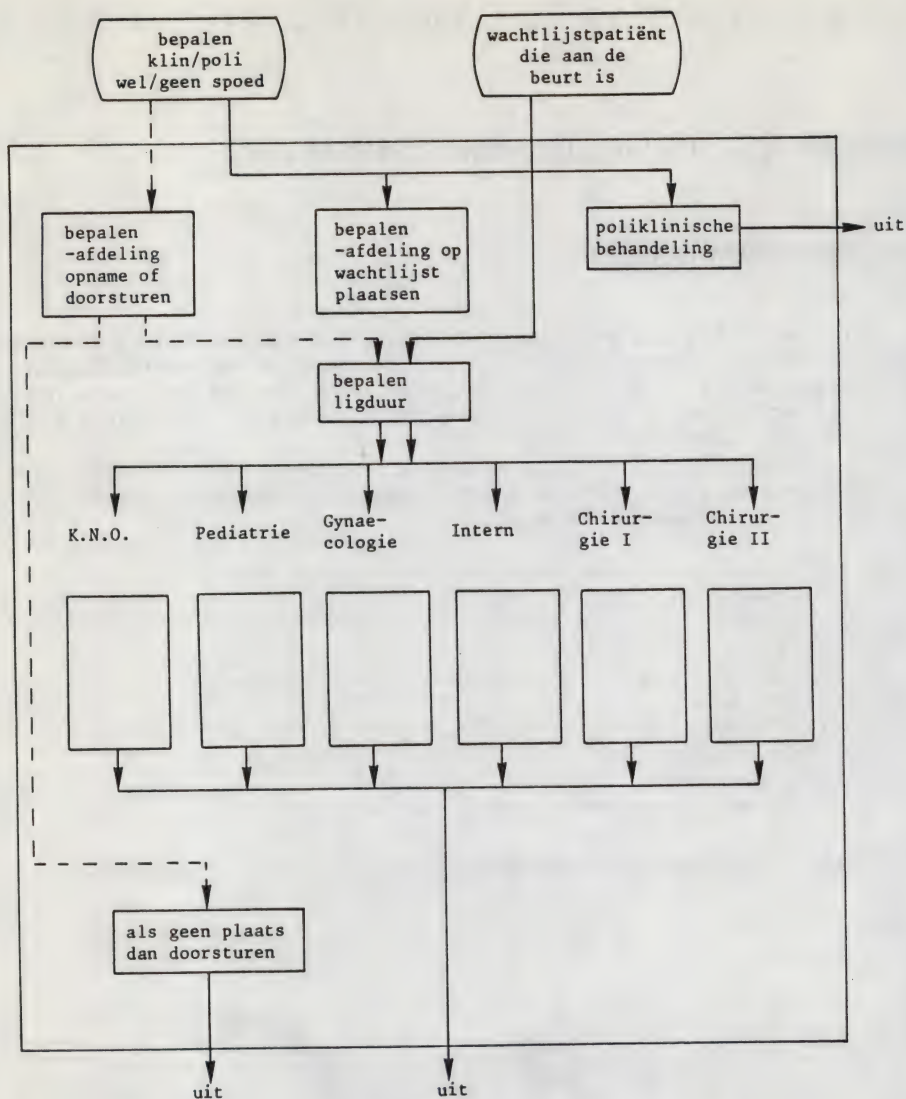 bepalen
klin/poli
wel/geen spoed
wachtlijstpatiënt
die aan de
beurt is
bepalen
-afdeling
opname of
doorsturen
bepalen
-afdeling op
wachtlijst
plaatsen
poliklinische
behandeling
uit
bepalen
ligduur
K.N.O.
Pediatrie
Gynae-
cologie
Intern
Chirur-
gie I
Chirur-
gie II
als geen plaats
dan doorsturen
uit
uit